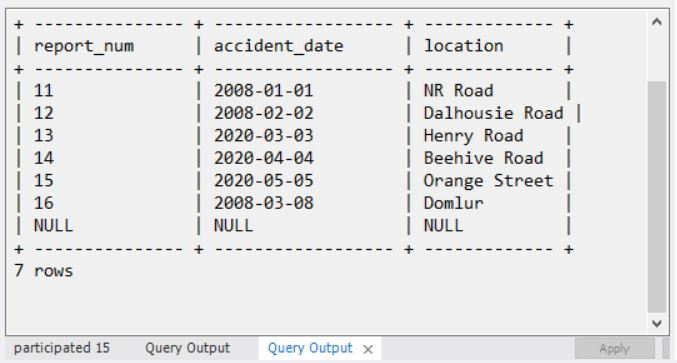 + --------------- + ------------------ + ------------- +
| report_num | accident_date | location |
+ --------------- + ------------------ + ------------- +
| 11 | 2008-01-01 | NR Road |
| 12 | 2008-02-02 | Dalhousie Road |
| 13 | 2020-03-03 | Henry Road |
| 14 | 2020-04-04 | Beehive Road |
| 15 | 2020-05-05 | Orange Street |
| 16 | 2008-03-08 | Domlur |
| NULL | NULL | NULL |
+ --------------- + ------------------ + ------------- +
7 rows
participated 15 Query Output Query Output × Apply